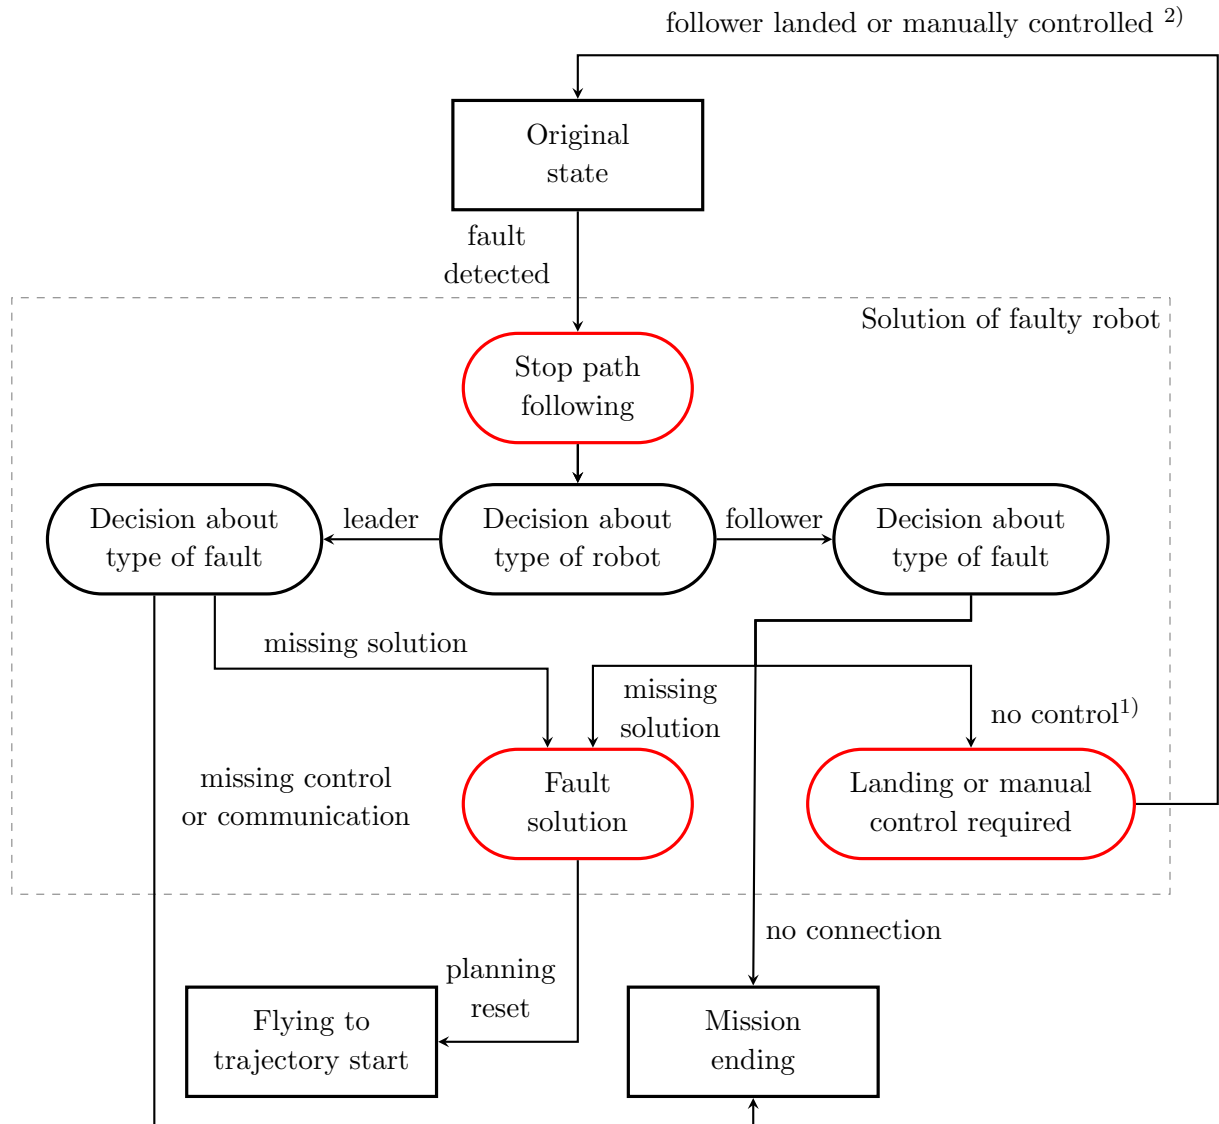 follower landed or manually controlled 2)
Original
state
fault
detected
Solution of faulty robot
Stop path
following
Decision about
type of fault
leader
Decision about
type of robot
follower
Decision about
type of fault
missing solution
missing
solution
no control1)
missing control
or communication
Fault
solution
Landing or manual
control required
no connection
planning
reset
Flying to
trajectory start
Mission
ending